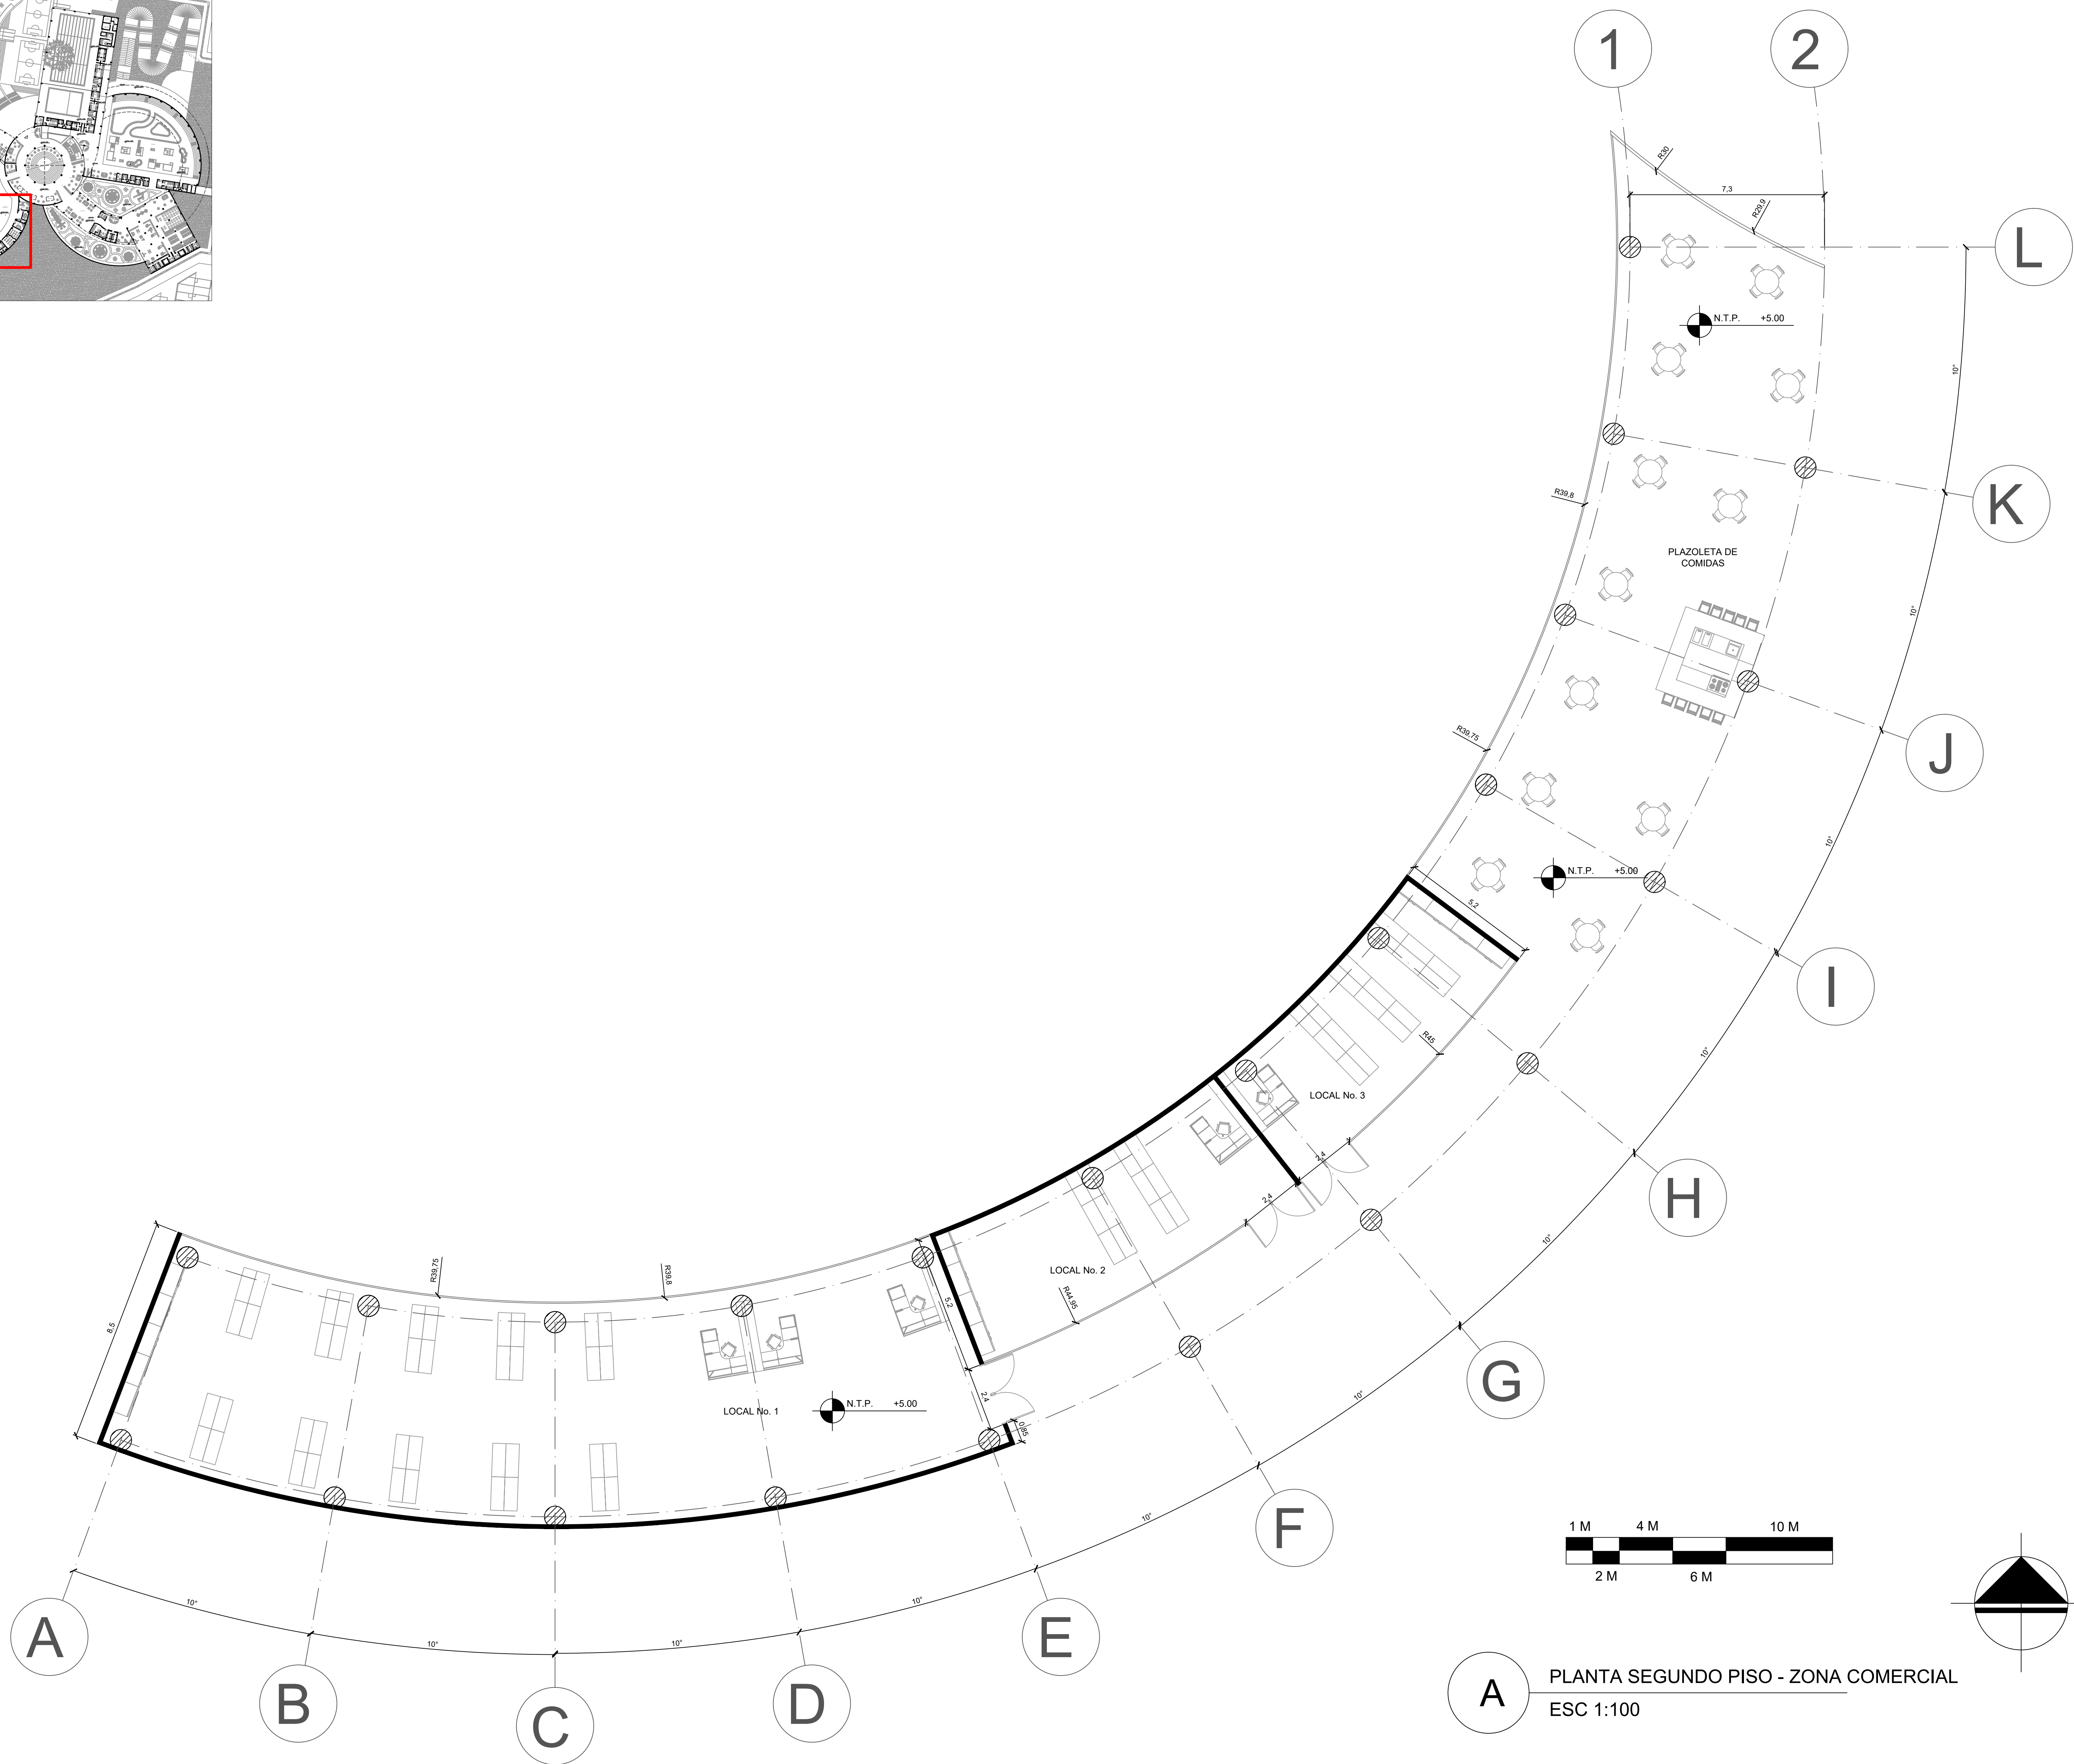 1
2
R30
7,3
R29.9
L
N.T.P. +5.00
10°
R39.8
K
PLAZOLETA DE
COMIDAS
10°
R39,75
J
10°
N.T.P. +5.00
5,2
I
R45
10°
LOCAL No. 3
2,4
2,4
H
10°
LOCAL No. 2
R44,95
R39,75
R39,8
5,2
8,5
G
10°
2,4
N.T.P. +5.00
LOCAL No. 1
0,85
F
10°
1 M
4 M
10 M
2 M
6 M
10°
10°
10°
10°
E
A
B
C
D
A
PLANTA SEGUNDO PISO - ZONA COMERCIAL
ESC 1:100